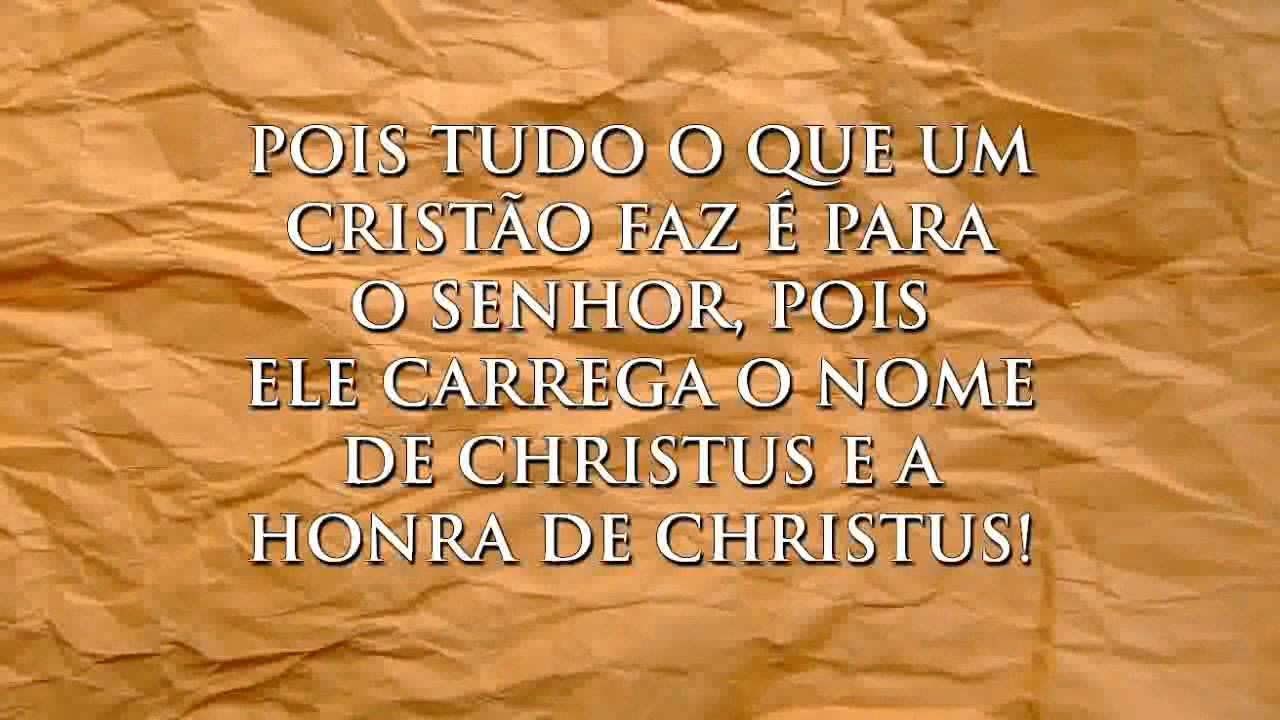 POIS TUDO O QUE UM
CRISTÃO FAZ É PARA
O SENHOR, POIS
ELE CARREGA O NOME
DE CHRISTUS E A
HONRA DE CHRISTUS!